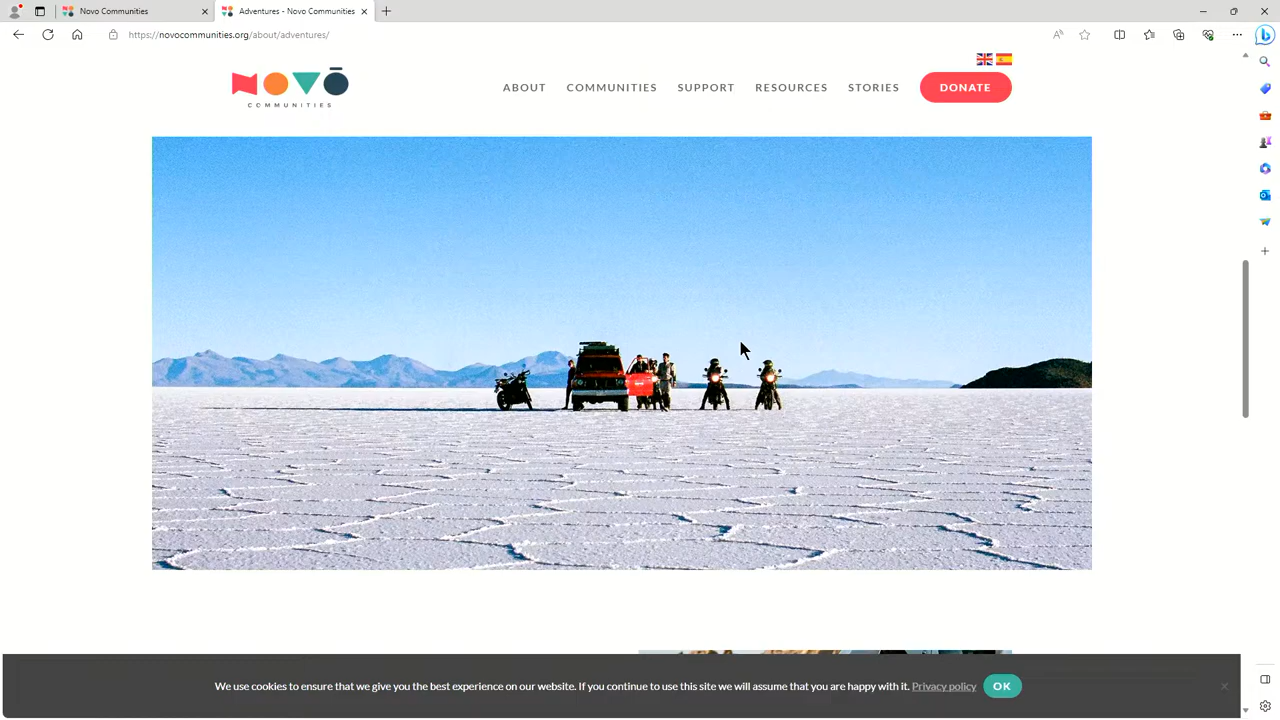 Novo Communities
Adventures - Novo Communities
https://novocommunities.org/about/adventures/
NOVŌ
COMMUNITIES
ABOUT
COMMUNITIES
SUPPORT
RESOURCES
STORIES
DONATE
We use cookies to ensure that we give you the best experience on our website. If you continue to use this site we will assume that you are happy with it. Privacy policy
OK